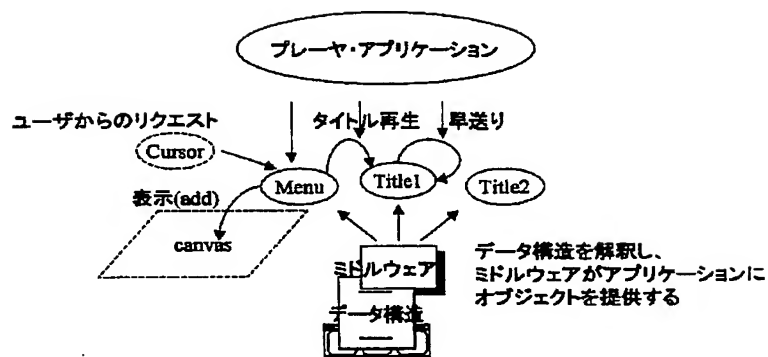 プレーヤ・アプリケーション
ユーザからのリクエスト
タイトル再生
早送り
Cursor
Menu
Title1
Title2
表示(add)
canvas
ミドルウェア
データ構造
データ構造を解釈し、
ミドルウェアがアプリケーションに
オブジェクトを提供する